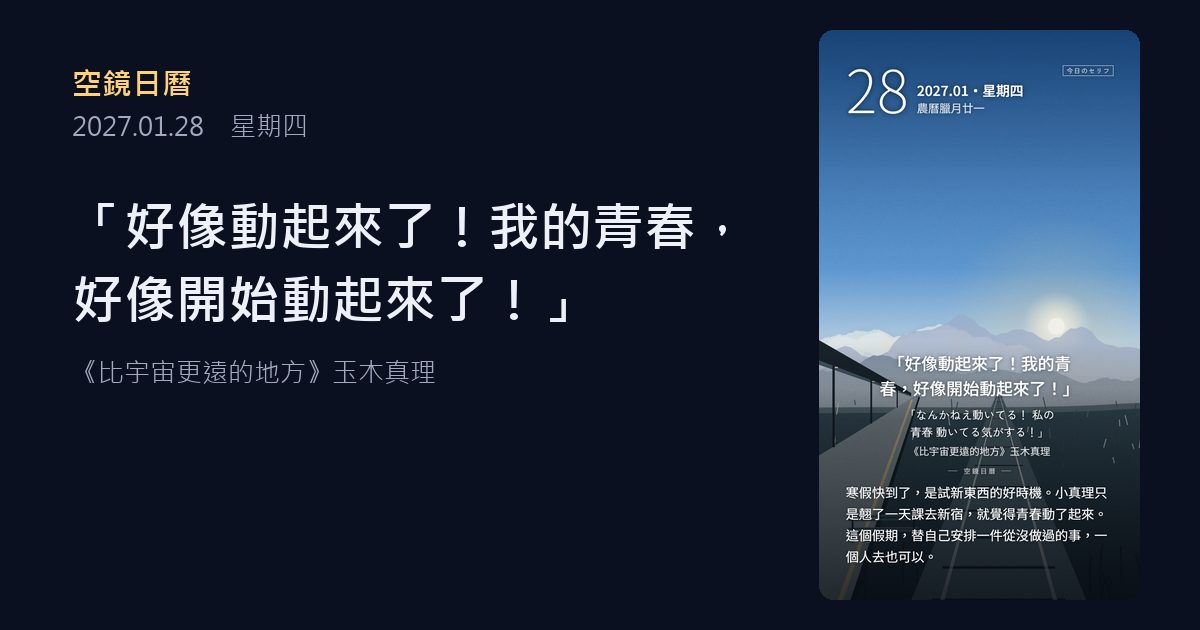 空鏡日曆
2027.01.28　星期四
「好像動起來了！我的青春，
好像開始動起來了！」
《比宇宙更遠的地方》玉木真理
28
2027.01・星期四
農曆臘月廿一
今日のセリフ
「好像動起來了！我的青
春，好像開始動起來了！」
「なんかねえ動いてる！ 私の
青春 動いてる気がする！」
《比宇宙更遠的地方》玉木真理
— 空鏡日曆 —
寒假快到了，是試新東西的好時機。小真理只
是翹了一天課去新宿，就覺得青春動了起來。
這個假期，替自己安排一件從沒做過的事，一
個人去也可以。